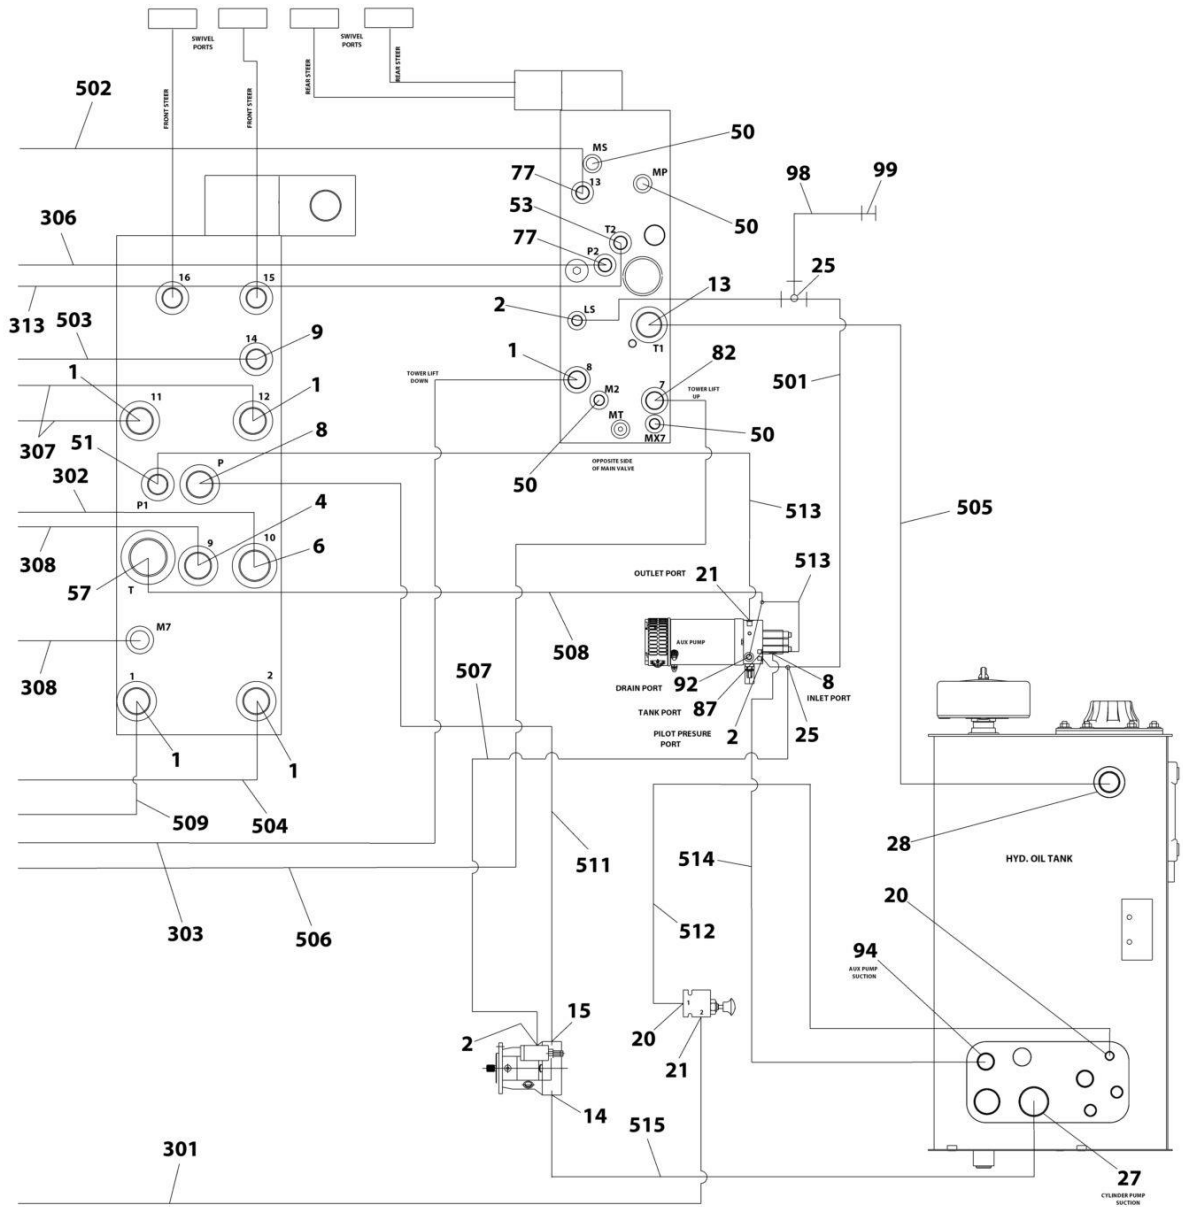 SWIVEL
PORTS
SWIVEL
PORTS
FRONT STEER
FRONT STEER
REAR STEER
REAR STEER
502
50
MS
MP
98
99
77
13
306
53
T2
50
77
P2
25
16
15
2
LS
13
313
503
14
9
T1
1
8
82
501
TOWER LIFT
DOWN
1
11
12
1
M2
7
TOWER LIFT
UP
307
51
8
MT
MX7
50
P
OPPOSITE SIDE
OF MAIN VALVE
302
50
P1
4
513
505
308
9
10
6
57
T
OUTLET PORT
21
513
M7
AUX PUMP
508
308
507
DRAIN PORT
92
8
INLET PORT
1
2
TANK PORT
87
PILOT PRESURE
PORT
2
25
1
1
509
504
28
511
514
HYD. OIL TANK
303
506
512
20
94
AUX PUMP
SUCTION
1
2
15
20
2
21
20
14
301
515
27
CYLINDER PUMP
SUCTION